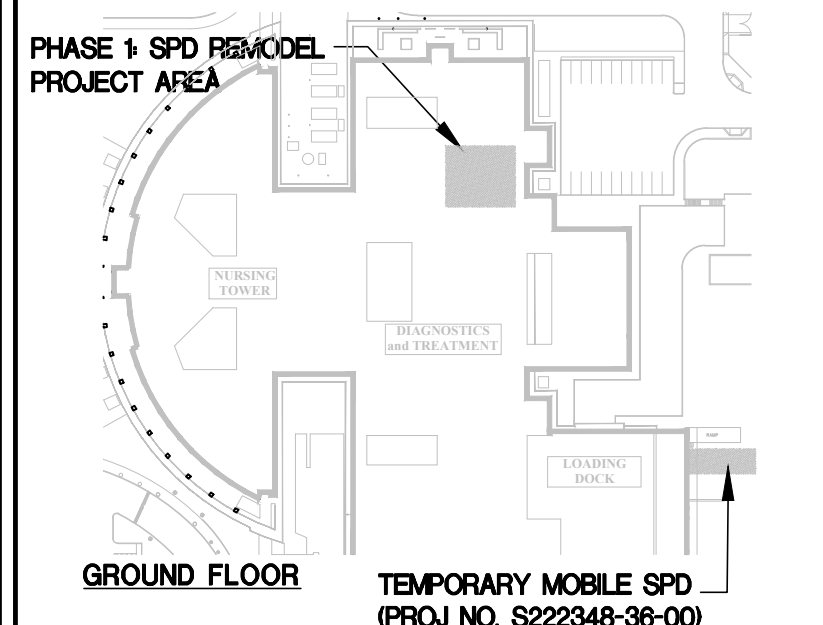 PHASE 1: SPD REMODEL
PROJECT AREA
NURSING
TOWER
DIAGNOSTICS
and TREATMENT
RAMP
LOADING
DOCK
GROUND FLOOR
TEMPORARY MOBILE SPD
(PROJ NO. S222348-36-00)